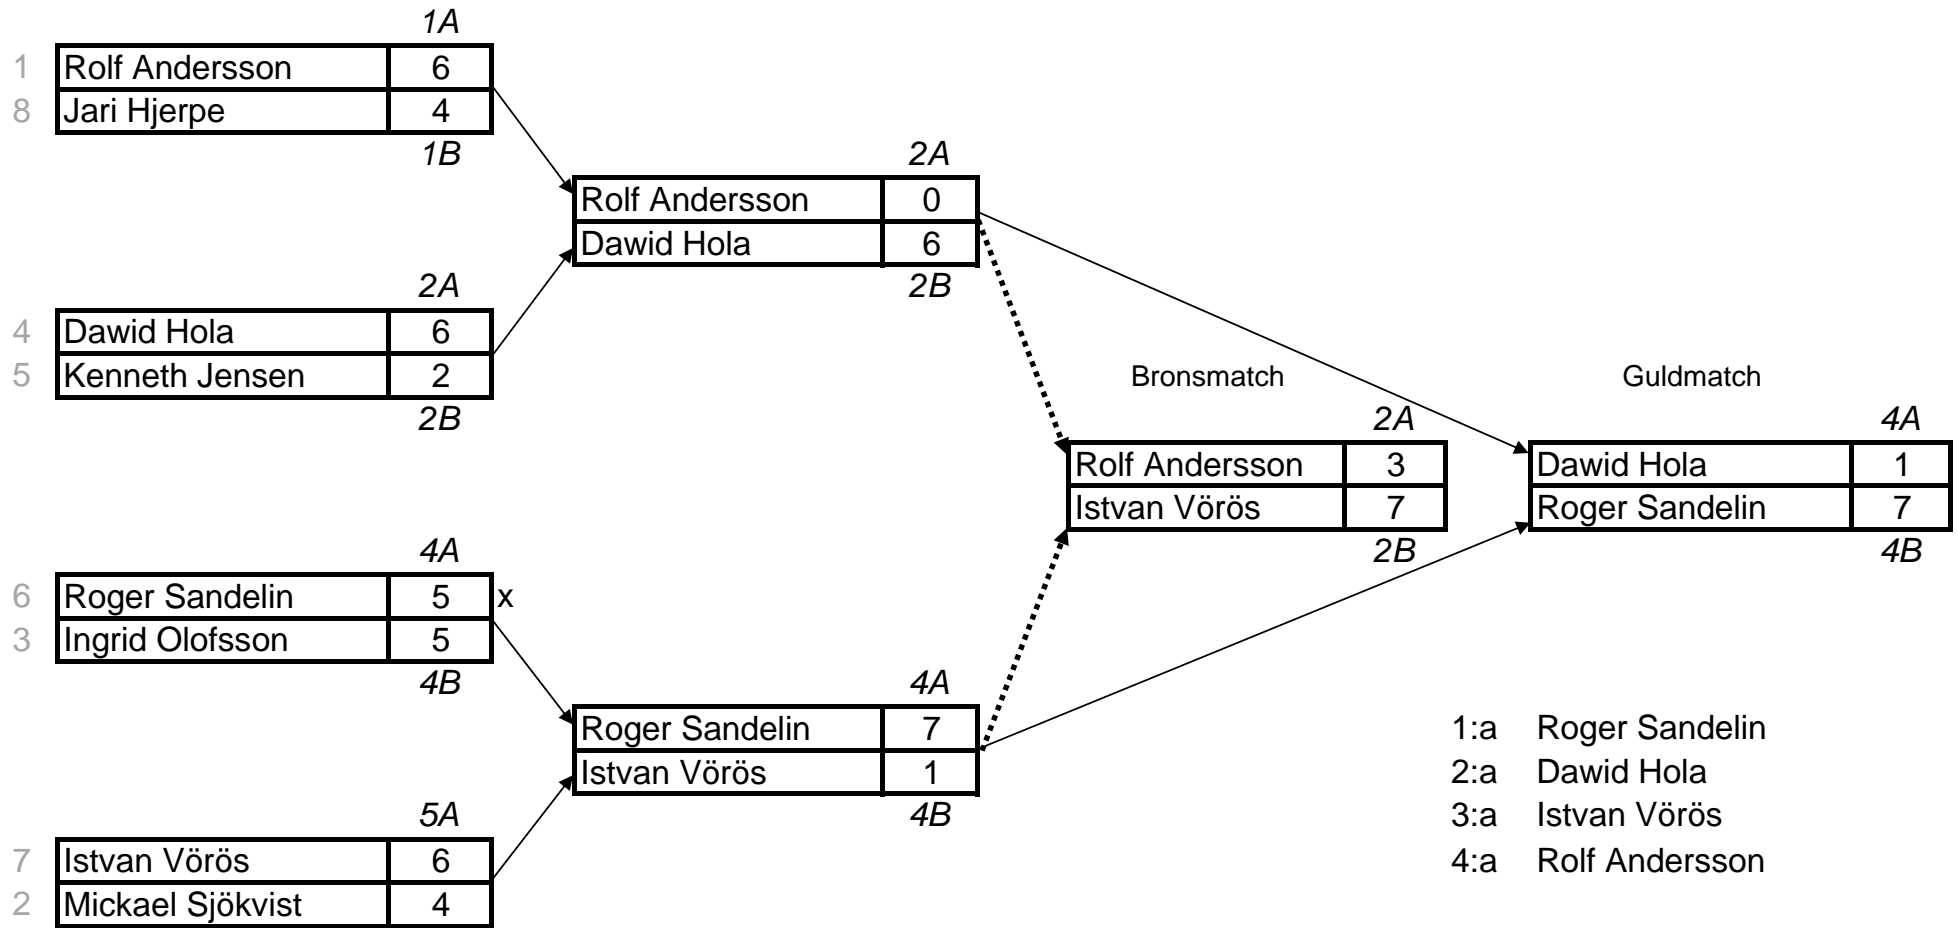 1A
1 Rolf Andersson 6
8 Jari Hjerpe 4
1B
2A
4 Dawid Hola 6
5 Kenneth Jensen 2
2B
4A
6 Roger Sandelin 5 x
3 Ingrid Olofsson 5
4B
5A
7 Istvan Vörös 6
2 Mickael Sjökvist 4
2A
Rolf Andersson 0
Dawid Hola 6
2B
4A
Roger Sandelin 7
Istvan Vörös 1
4B
Bronsmatch
2A
Rolf Andersson 3
Istvan Vörös 7
2B
Guldmatch
4A
Dawid Hola 1
Roger Sandelin 7
4B
1:a Roger Sandelin
2:a Dawid Hola
3:a Istvan Vörös
4:a Rolf Andersson